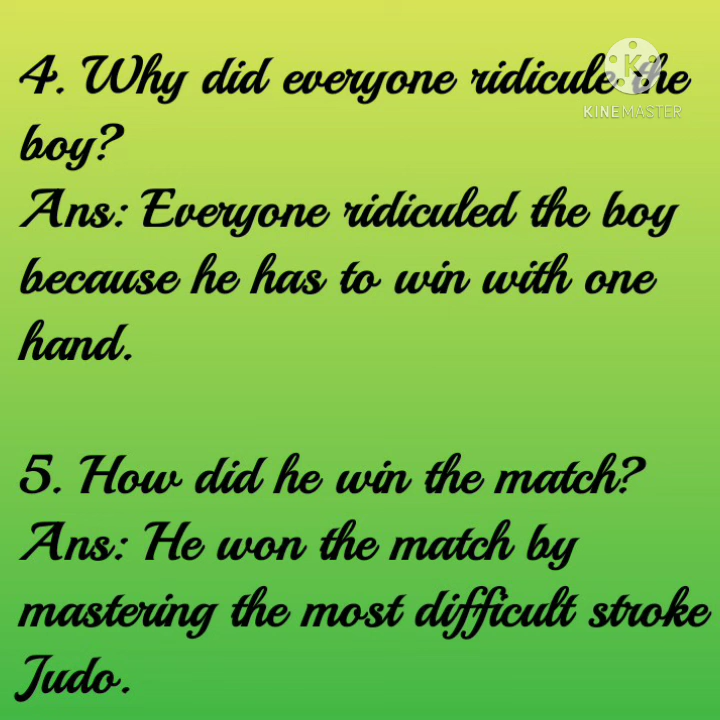 4. Why did everyone ridicule the
KINEMASTER
boy?
Ans: Everyone ridiculed the boy
because he has to win with one
hand.
5. How did he win the match?
Ans: He won the match by
mastering the most difficult stroke
Judo.